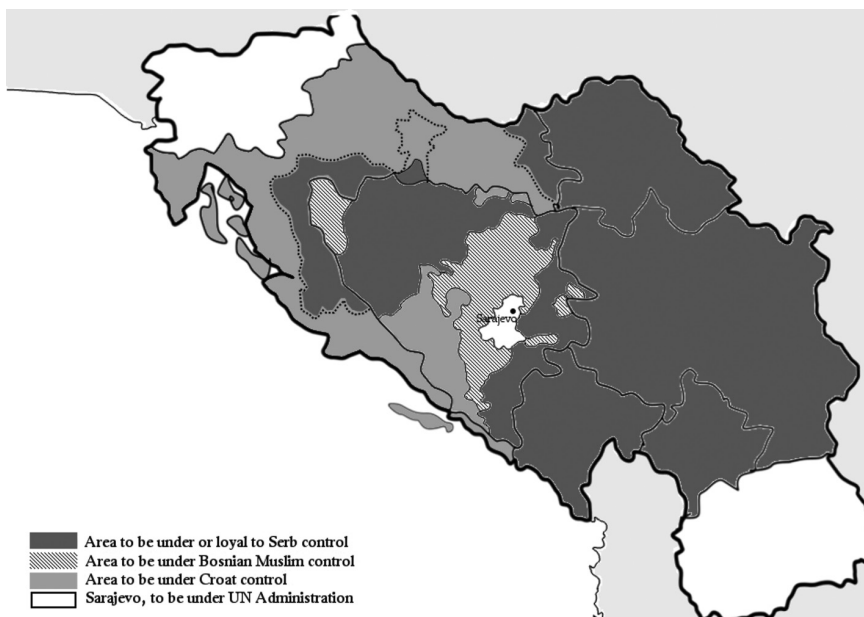 Sarajevo
Area to be under or loyal to Serb control
Area to be under Bosnian Muslim control
Area to be under Croat control
Sarajevo, to be under UN Administration